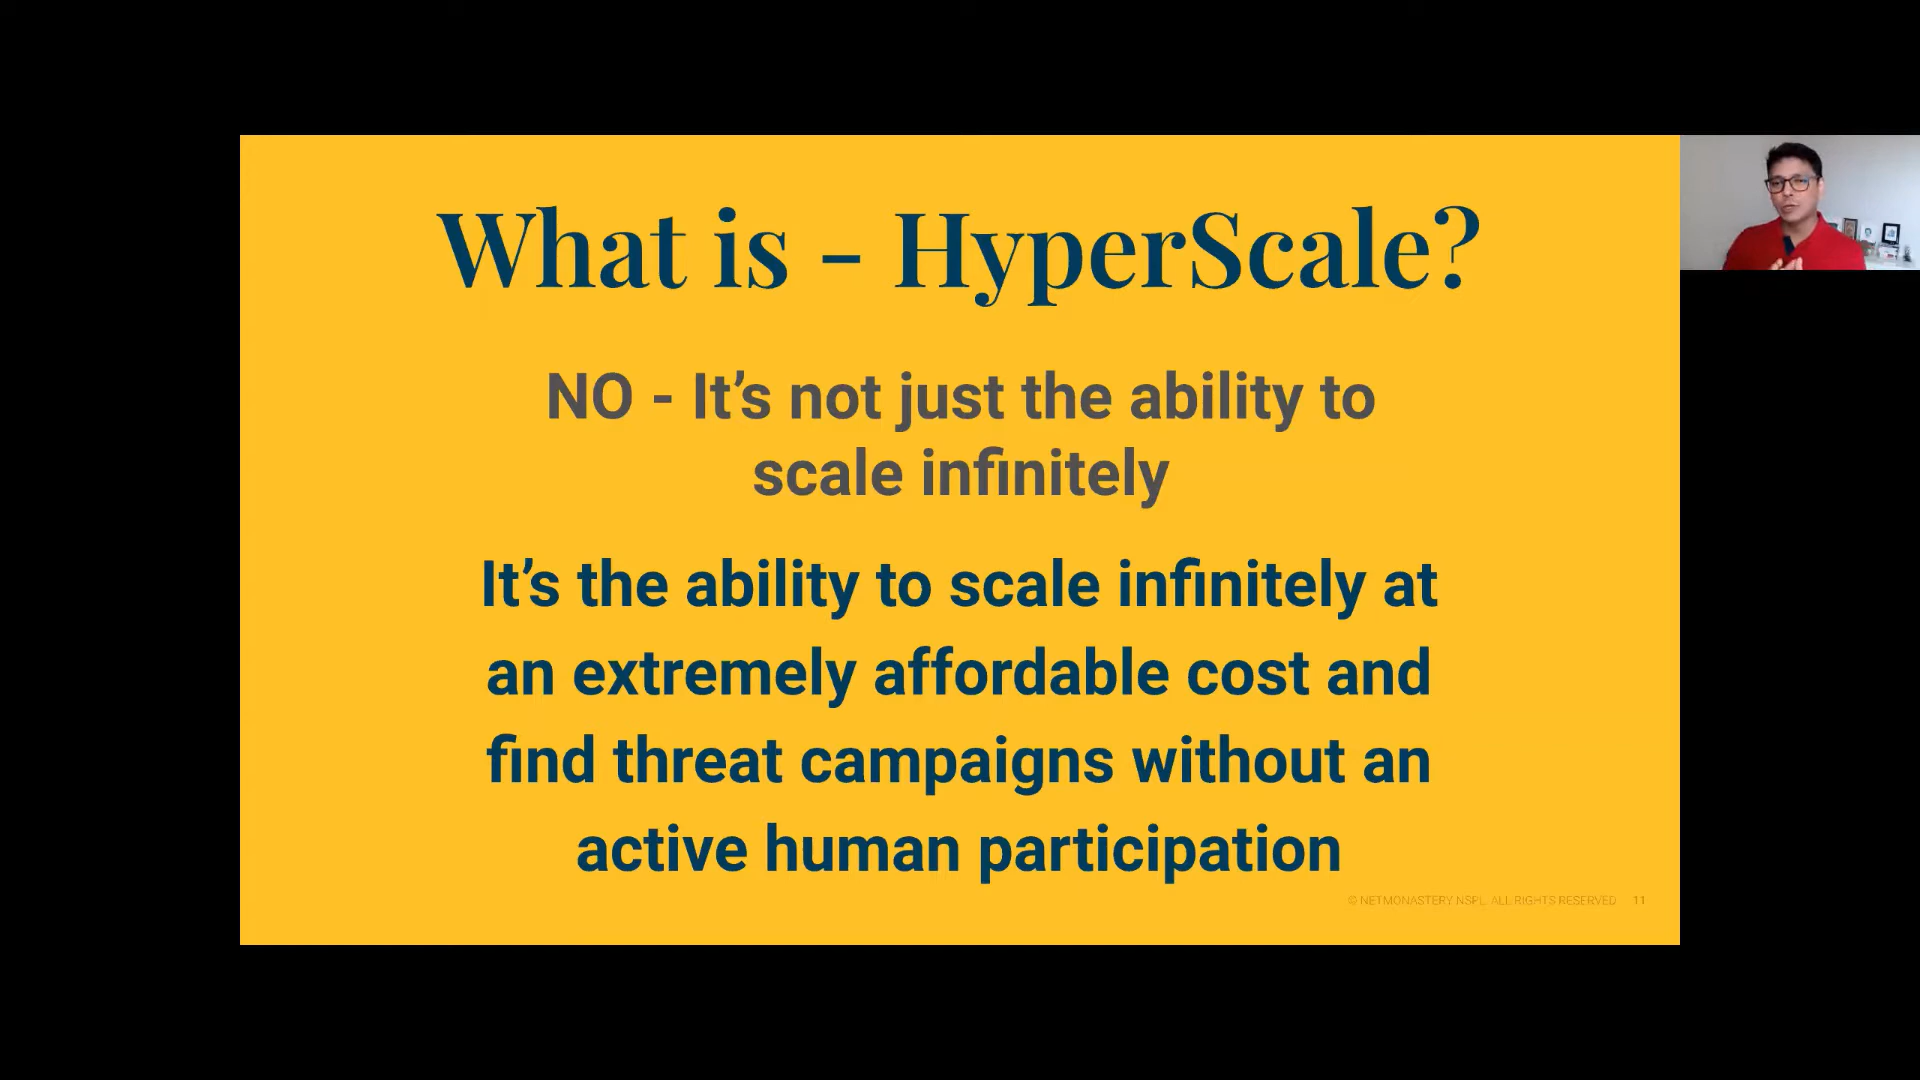 What is - HyperScale?
NO - It’s not just the ability to
scale infinitely
It’s the ability to scale infinitely at
an extremely affordable cost and
find threat campaigns without an
active human participation
© NETMONASTERY NSPL. ALL RIGHTS RESERVED 11